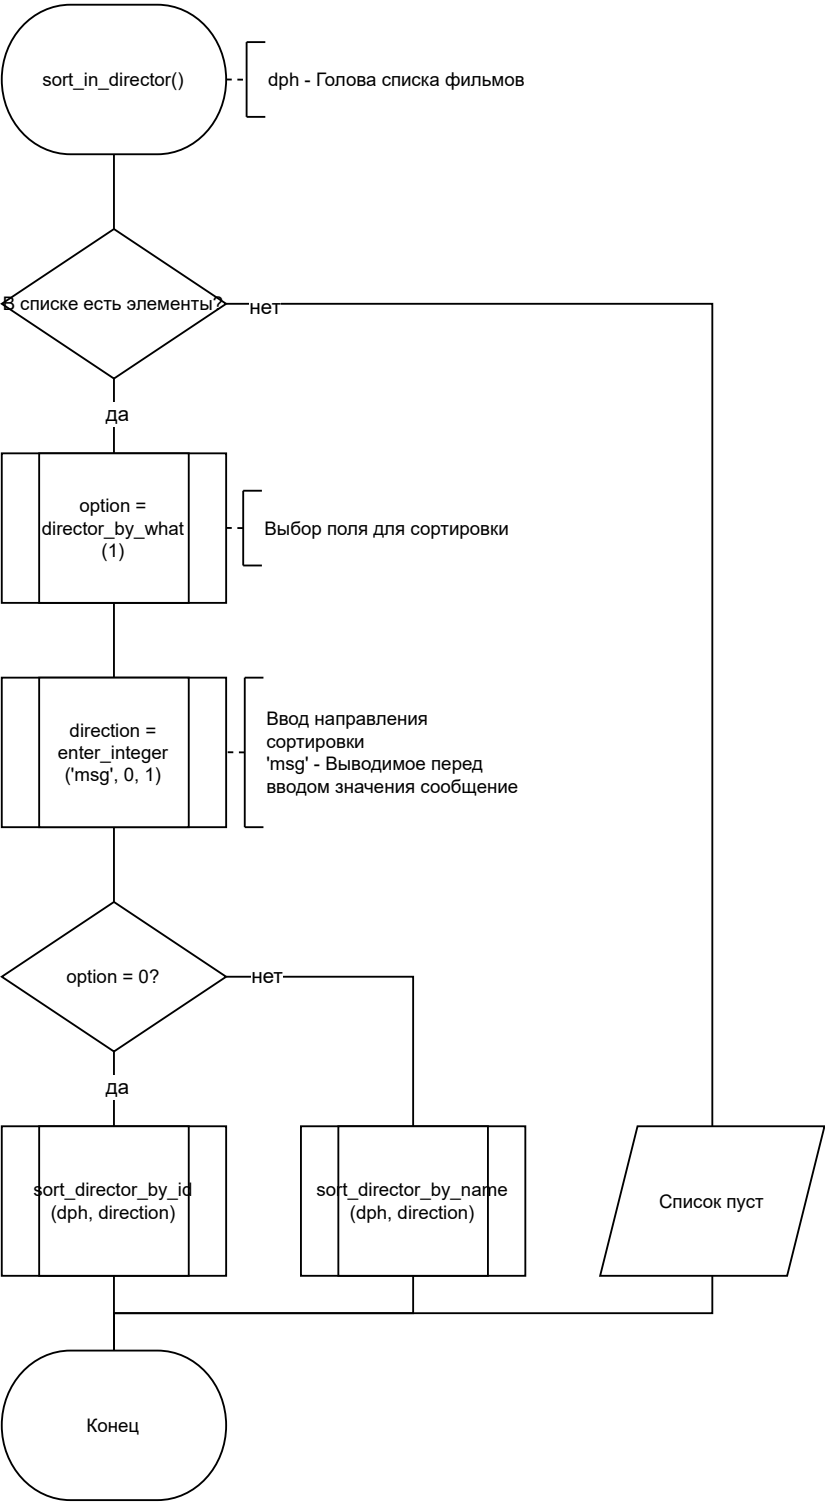 sort_in_director()
dph - Голова списка фильмов
В списке есть элементы?
нет
да
option =
director_by_what
(1)
Выбор поля для сортировки
direction =
enter_integer
('msg', 0, 1)
Ввод направления
сортировки
'msg' - Выводимое перед
вводом значения сообщение
option = 0?
нет
да
sort_director_by_id
(dph, direction)
sort_director_by_name
(dph, direction)
Список пуст
Конец